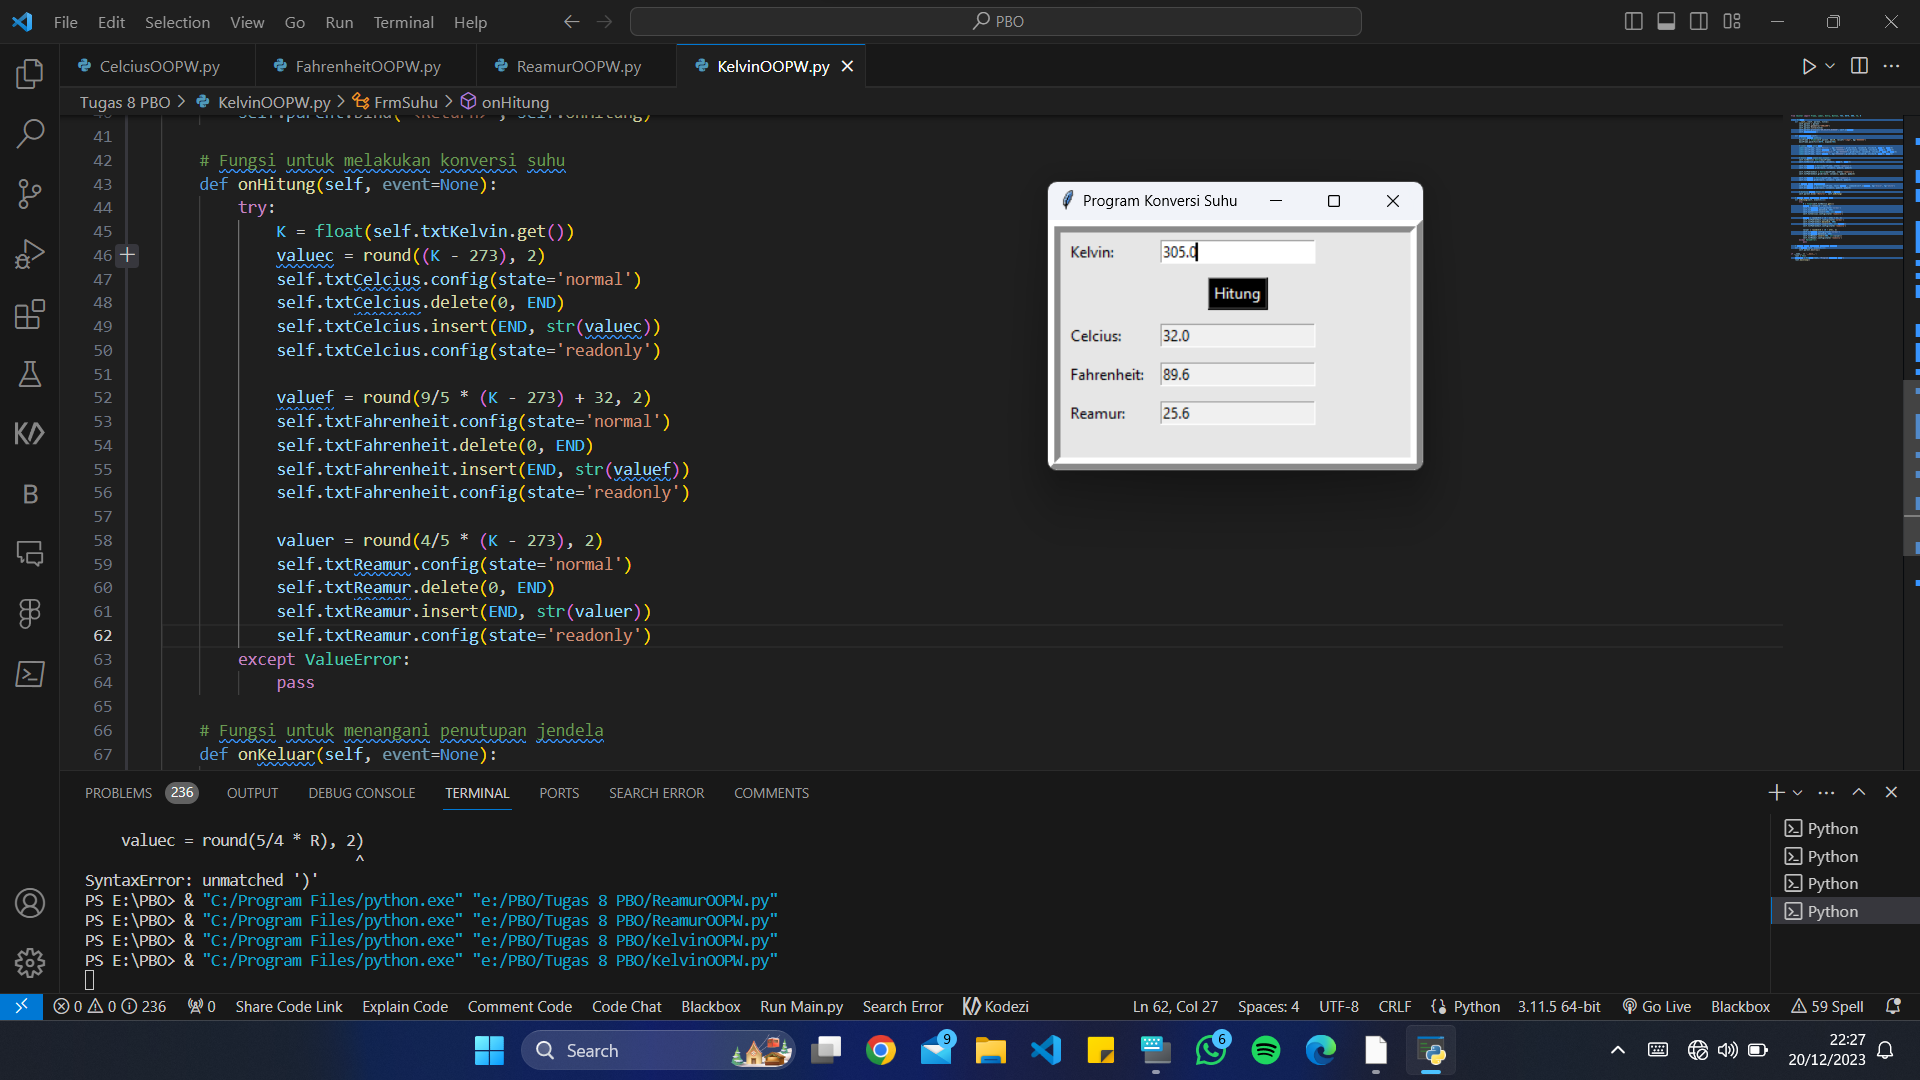 File Edit Selection View Go Run Terminal Help
PBO
CelciusOOPW.py
FahrenheitOOPW.py
ReamurOOPW.py
KelvinOOPW.py
Tugas 8 PBO > KelvinOOPW.py > FrmSuhu > onHitung
41
42 # Fungsi untuk melakukan konversi suhu
43 def onHitung(self, event=None):
44 try:
45 K = float(self.txtKelvin.get())
46 valuec = round((K - 273), 2)
47 self.txtCelcius.config(state='normal')
48 self.txtCelcius.delete(0, END)
49 self.txtCelcius.insert(END, str(valuec))
50 self.txtCelcius.config(state='readonly')
51
52 valuef = round(9/5 * (K - 273) + 32, 2)
53 self.txtFahrenheit.config(state='normal')
54 self.txtFahrenheit.delete(0, END)
55 self.txtFahrenheit.insert(END, str(valuef))
56 self.txtFahrenheit.config(state='readonly')
57
58 valuer = round(4/5 * (K - 273), 2)
59 self.txtReamur.config(state='normal')
60 self.txtReamur.delete(0, END)
61 self.txtReamur.insert(END, str(valuer))
62 self.txtReamur.config(state='readonly')
63 except ValueError:
64 pass
65
66 # Fungsi untuk menangani penutupan jendela
67 def onKeluar(self, event=None):
Program Konversi Suhu
Kelvin: 305.0
Hitung
Celcius: 32.0
Fahrenheit: 89.6
Reamur: 25.6
PROBLEMS 236 OUTPUT DEBUG CONSOLE TERMINAL PORTS SEARCH ERROR COMMENTS
valuec = round(5/4 * R), 2)
^
SyntaxError: unmatched ')'
PS E:\PBO> & "C:/Program Files/python.exe" "e:/PBO/Tugas 8 PBO/ReamurOOPW.py"
PS E:\PBO> & "C:/Program Files/python.exe" "e:/PBO/Tugas 8 PBO/ReamurOOPW.py"
PS E:\PBO> & "C:/Program Files/python.exe" "e:/PBO/Tugas 8 PBO/KelvinOOPW.py"
PS E:\PBO> & "C:/Program Files/python.exe" "e:/PBO/Tugas 8 PBO/KelvinOOPW.py"
Python
Python
Python
Python
0 0 236 0 Share Code Link Explain Code Comment Code Code Chat Blackbox Run Main.py Search Error Kodezi Ln 62, Col 27 Spaces: 4 UTF-8 CRLF Python 3.11.5 64-bit Go Live Blackbox 59 Spell
Search
9
6
22:27
20/12/2023